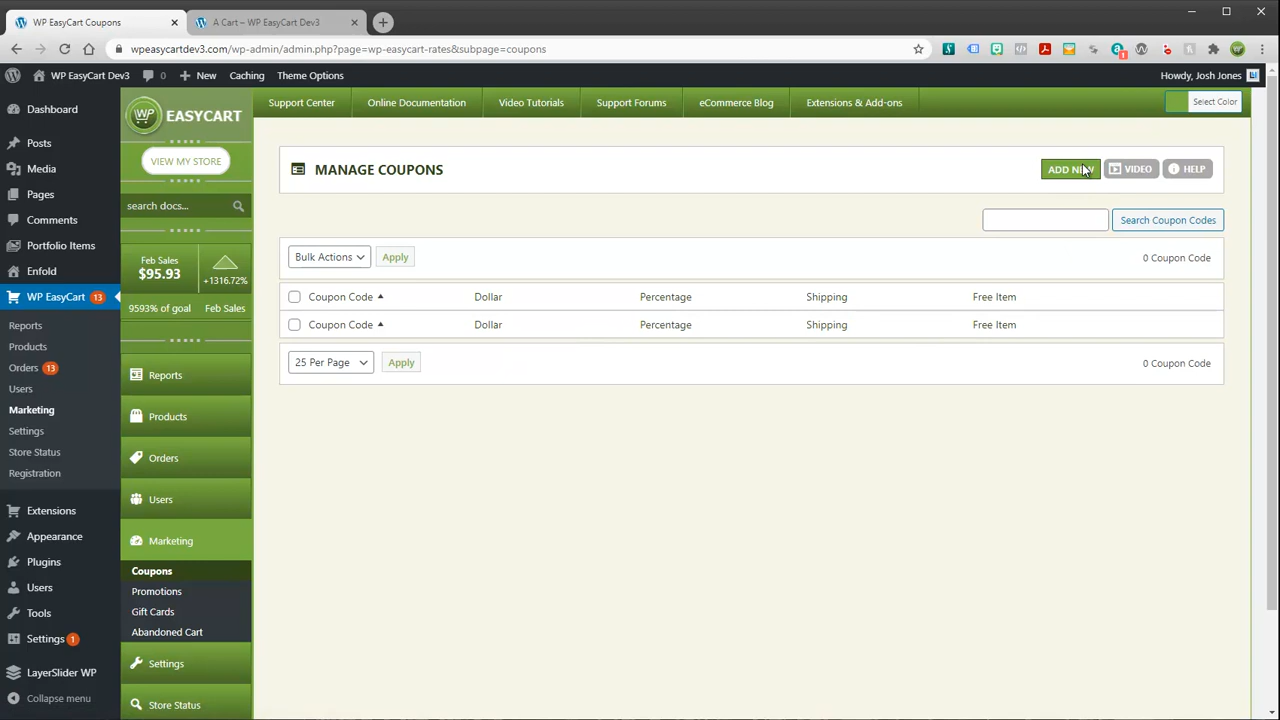 WP EasyCart Coupons
A Cart – WP EasyCart Dev3
wpeasycartdev3.com/wp-admin/admin.php?page=wp-easycart-rates&subpage=coupons
1
WP EasyCart Dev3
New
Caching
Theme Options
Howdy, Josh Jones
Dashboard
Posts
Media
Pages
Comments
Portfolio Items
Enfold
WP EasyCart 13
Reports
Products
Orders 13
Users
Marketing
Settings
Store Status
Registration
Extensions
Appearance
Plugins
Users
Tools
Settings 1
LayerSlider WP
Collapse menu
WP EASYCART
VIEW MY STORE
search docs...
Feb Sales
$95.93
+1316.72%
9593% of goal
Feb Sales
Reports
Products
Orders
Users
Marketing
Coupons
Promotions
Gift Cards
Abandoned Cart
Settings
Store Status
Support Center
Online Documentation
Video Tutorials
Support Forums
eCommerce Blog
Extensions & Add-ons
Select Color
MANAGE COUPONS
ADD NEW
VIDEO
HELP
Search Coupon Codes
Bulk Actions
Apply
0 Coupon Code
Coupon Code Dollar Percentage Shipping Free Item
Coupon Code Dollar Percentage Shipping Free Item
25 Per Page
Apply
0 Coupon Code